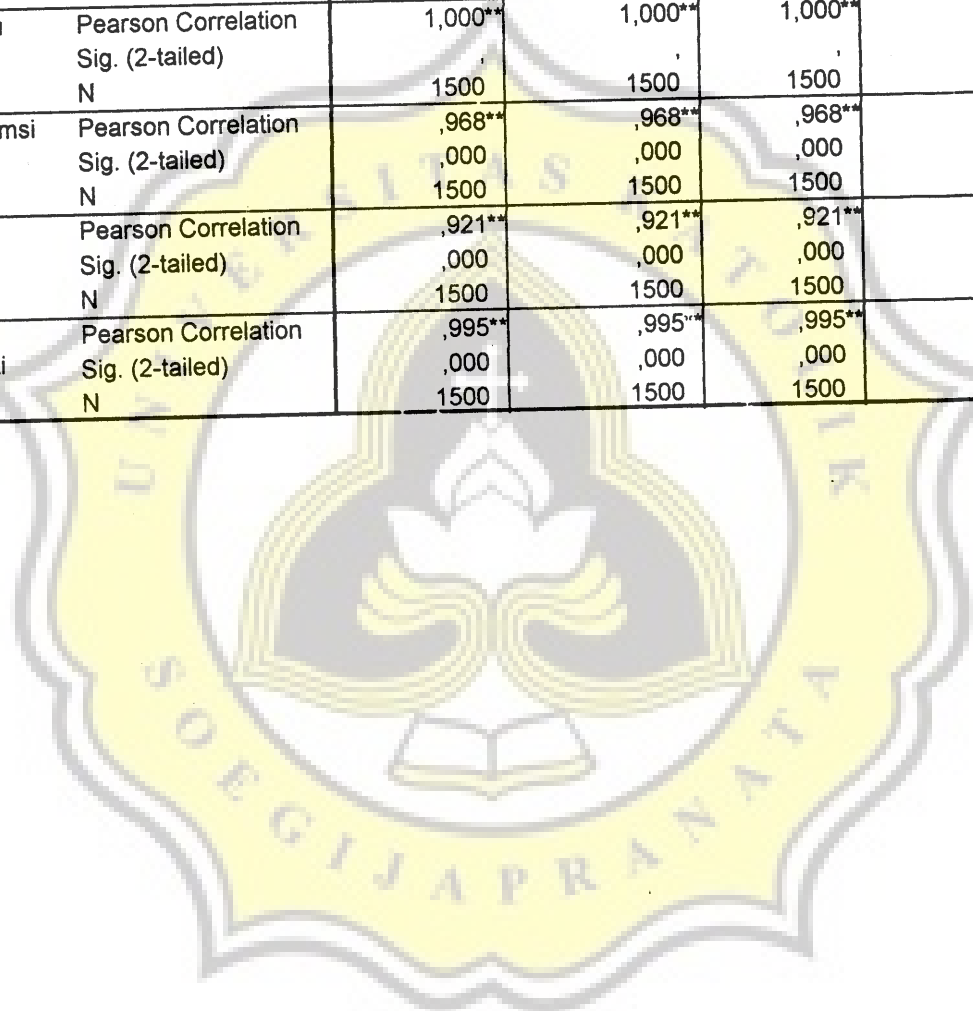 Pearson Correlation 1,000** 1,000** 1,000**
Sig. (2-tailed) , , ,
N 1500 1500 1500
msi Pearson Correlation ,968** ,968** ,968**
Sig. (2-tailed) ,000 ,000 ,000
N 1500 1500 1500
Pearson Correlation ,921** ,921** ,921**
Sig. (2-tailed) ,000 ,000 ,000
N 1500 1500 1500
Pearson Correlation ,995** ,995** ,995**
i Sig. (2-tailed) ,000 ,000 ,000
N 1500 1500 1500
UNIVERSITAS KATOLIK
SOEGIJAPRANATA